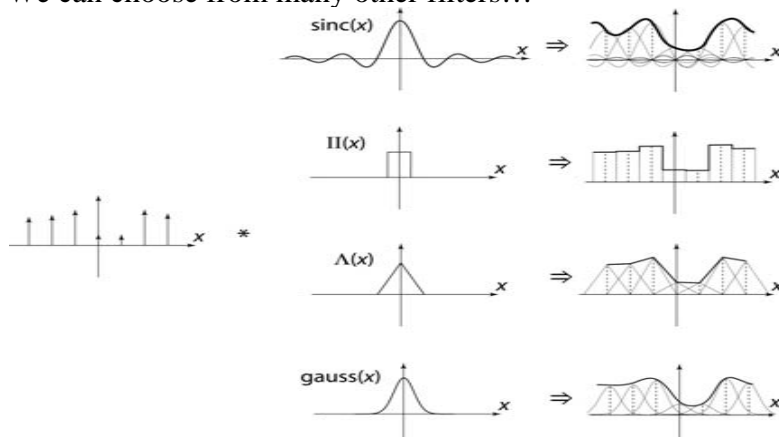 We can choose from many other filters…
sinc(x)
x
⇒
x
Π(x)
x
⇒
x
x
*
Λ(x)
x
⇒
x
gauss(x)
x
⇒
x